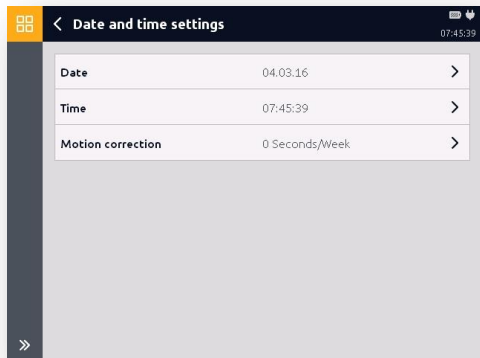 Date and time settings
07:45:39
Date 04.03.16
Time 07:45:39
Motion correction 0 Seconds/Week